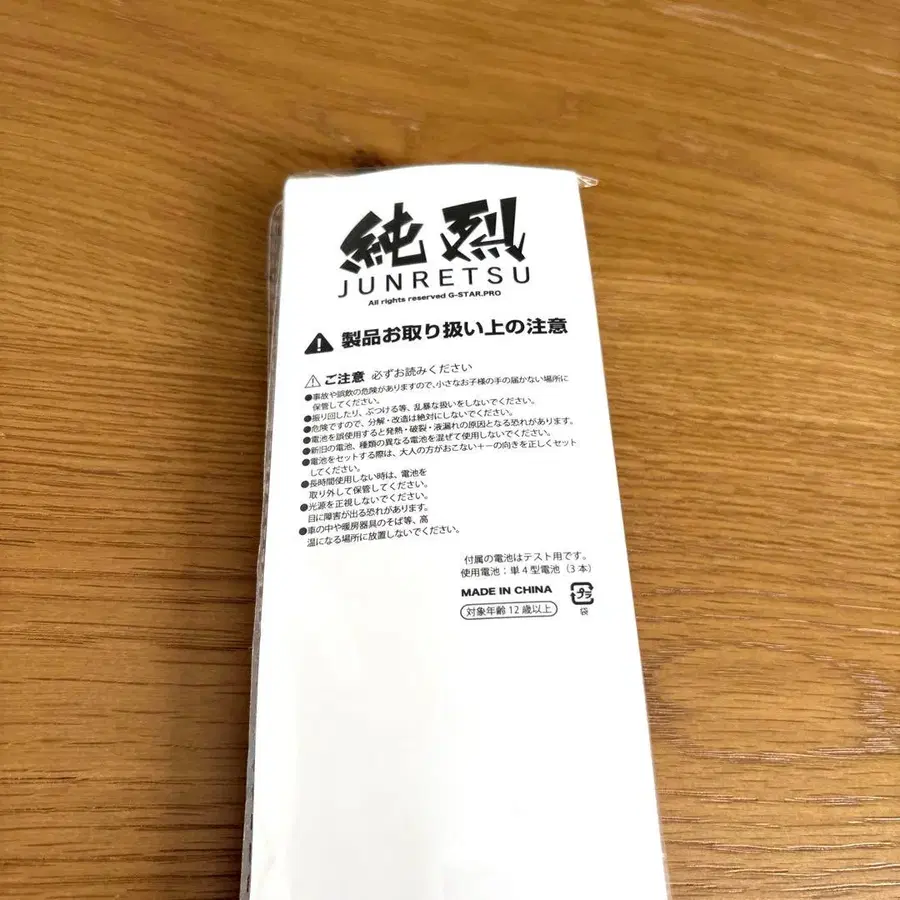 純烈
JUNRETSU
All rights reserved G-STAR.PRO
製品お取り扱い上の注意
ご注意 必ずお読みください
●事故や誤飲の危険がありますので、小さなお子様の手の届かない場所に
保管してください。
●振り回したり、ぶつける等、乱暴な扱いをしないでください。
●危険ですので、分解・改造は絶対にしないでください。
●電池を誤使用すると発熱・破裂・液漏れの原因となる恐れがあります。
●新旧の電池、種類の異なる電池を混ぜて使用しないでください。
●電池をセットする際は、大人の方がおこない＋－の向きを正しくセット
してください。
●長時間使用しない時は、電池を
取り外して保管してください。
●光源を正視しないでください。
目に障害が出る恐れがあります。
●車の中や暖房器具のそば等、高
温になる場所に放置しないでください。
付属の電池はテスト用です。
使用電池：単4型電池（3本）
MADE IN CHINA
プラ
対象年齢12歳以上
袋